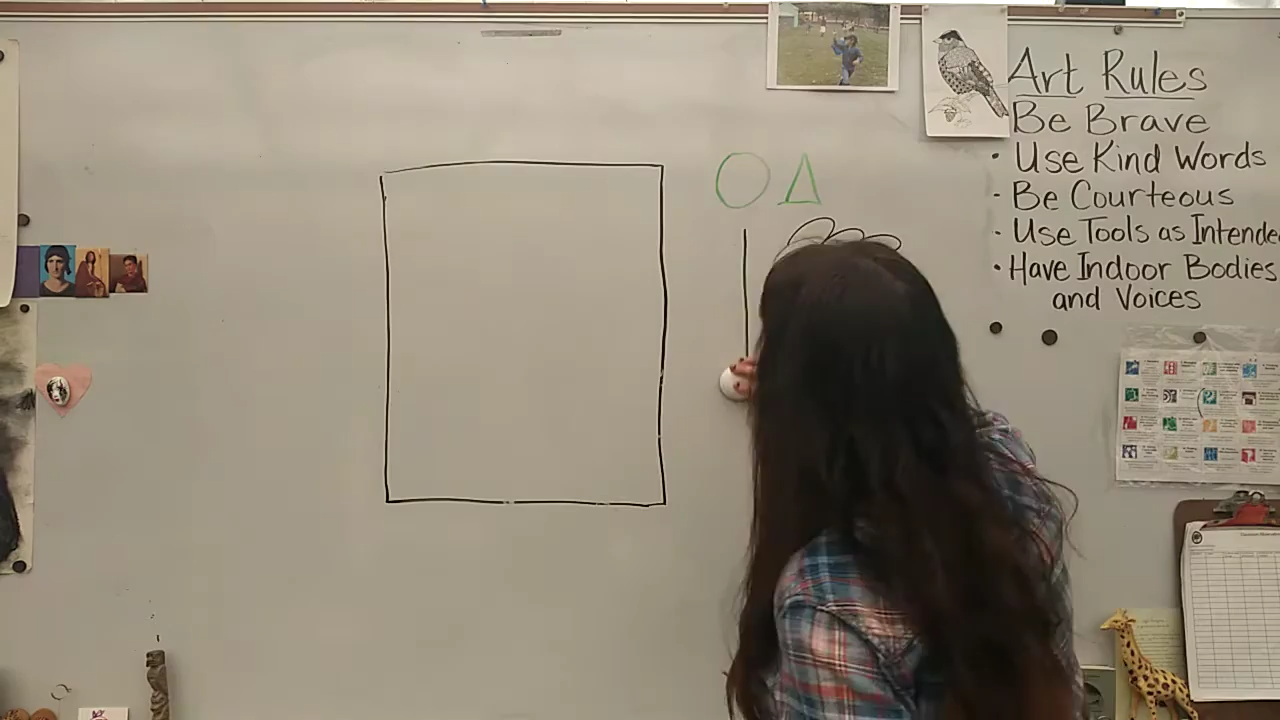 Art Rules
Be Brave
• Use Kind Words
- Be Courteous
- Use Tools as Intende
• Have Indoor Bodies
and Voices